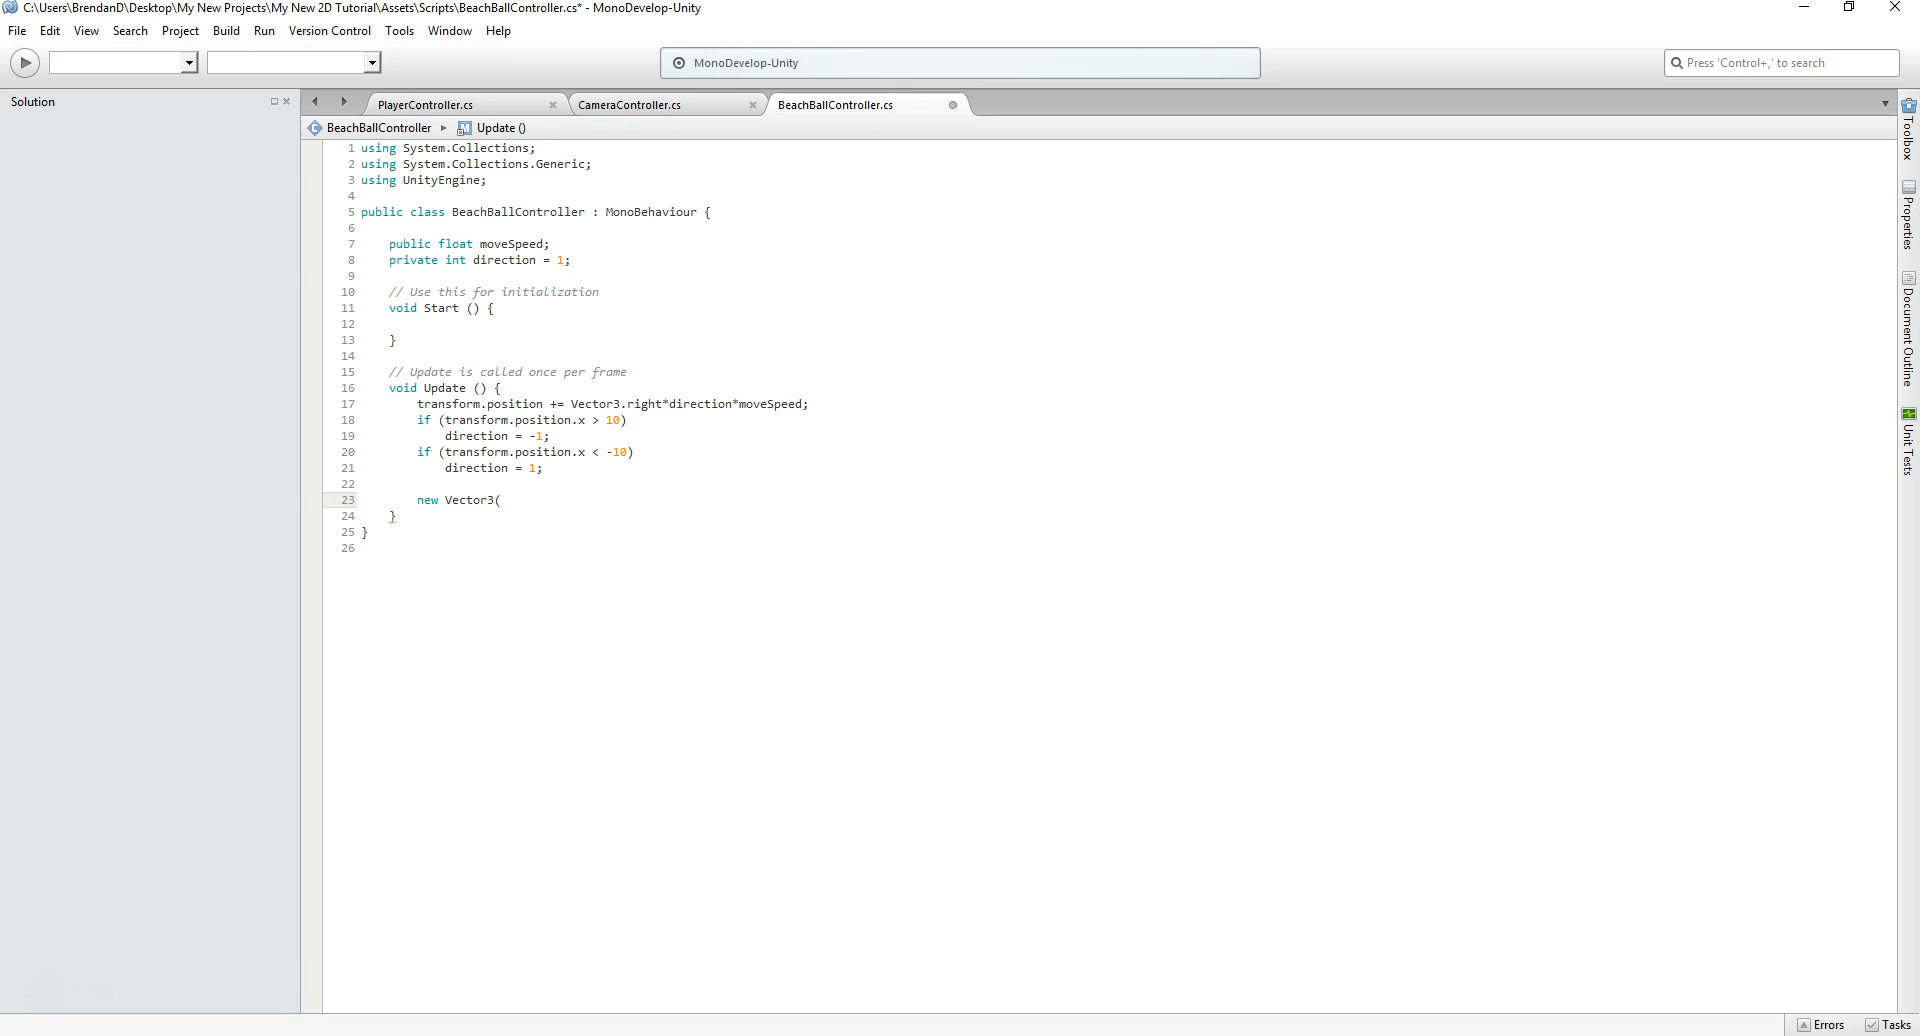 C:\Users\BrendanD\Desktop\My New Projects\My New 2D Tutorial\Assets\Scripts\BeachBallController.cs* - MonoDevelop-Unity
File Edit View Search Project Build Run Version Control Tools Window Help
MonoDevelop-Unity
Press 'Control+,' to search
Solution
PlayerController.cs
CameraController.cs
BeachBallController.cs
BeachBallController
Update ()
1 using System.Collections;
2 using System.Collections.Generic;
3 using UnityEngine;
4
5 public class BeachBallController : MonoBehaviour {
6
7 public float moveSpeed;
8 private int direction = 1;
9
10 // Use this for initialization
11 void Start () {
12
13 }
14
15 // Update is called once per frame
16 void Update () {
17 transform.position += Vector3.right*direction*moveSpeed;
18 if (transform.position.x > 10)
19 direction = -1;
20 if (transform.position.x < -10)
21 direction = 1;
22
23 new Vector3(
24 }
25 }
26
Toolbox
Properties
Document Outline
Unit Tests
Errors
Tasks